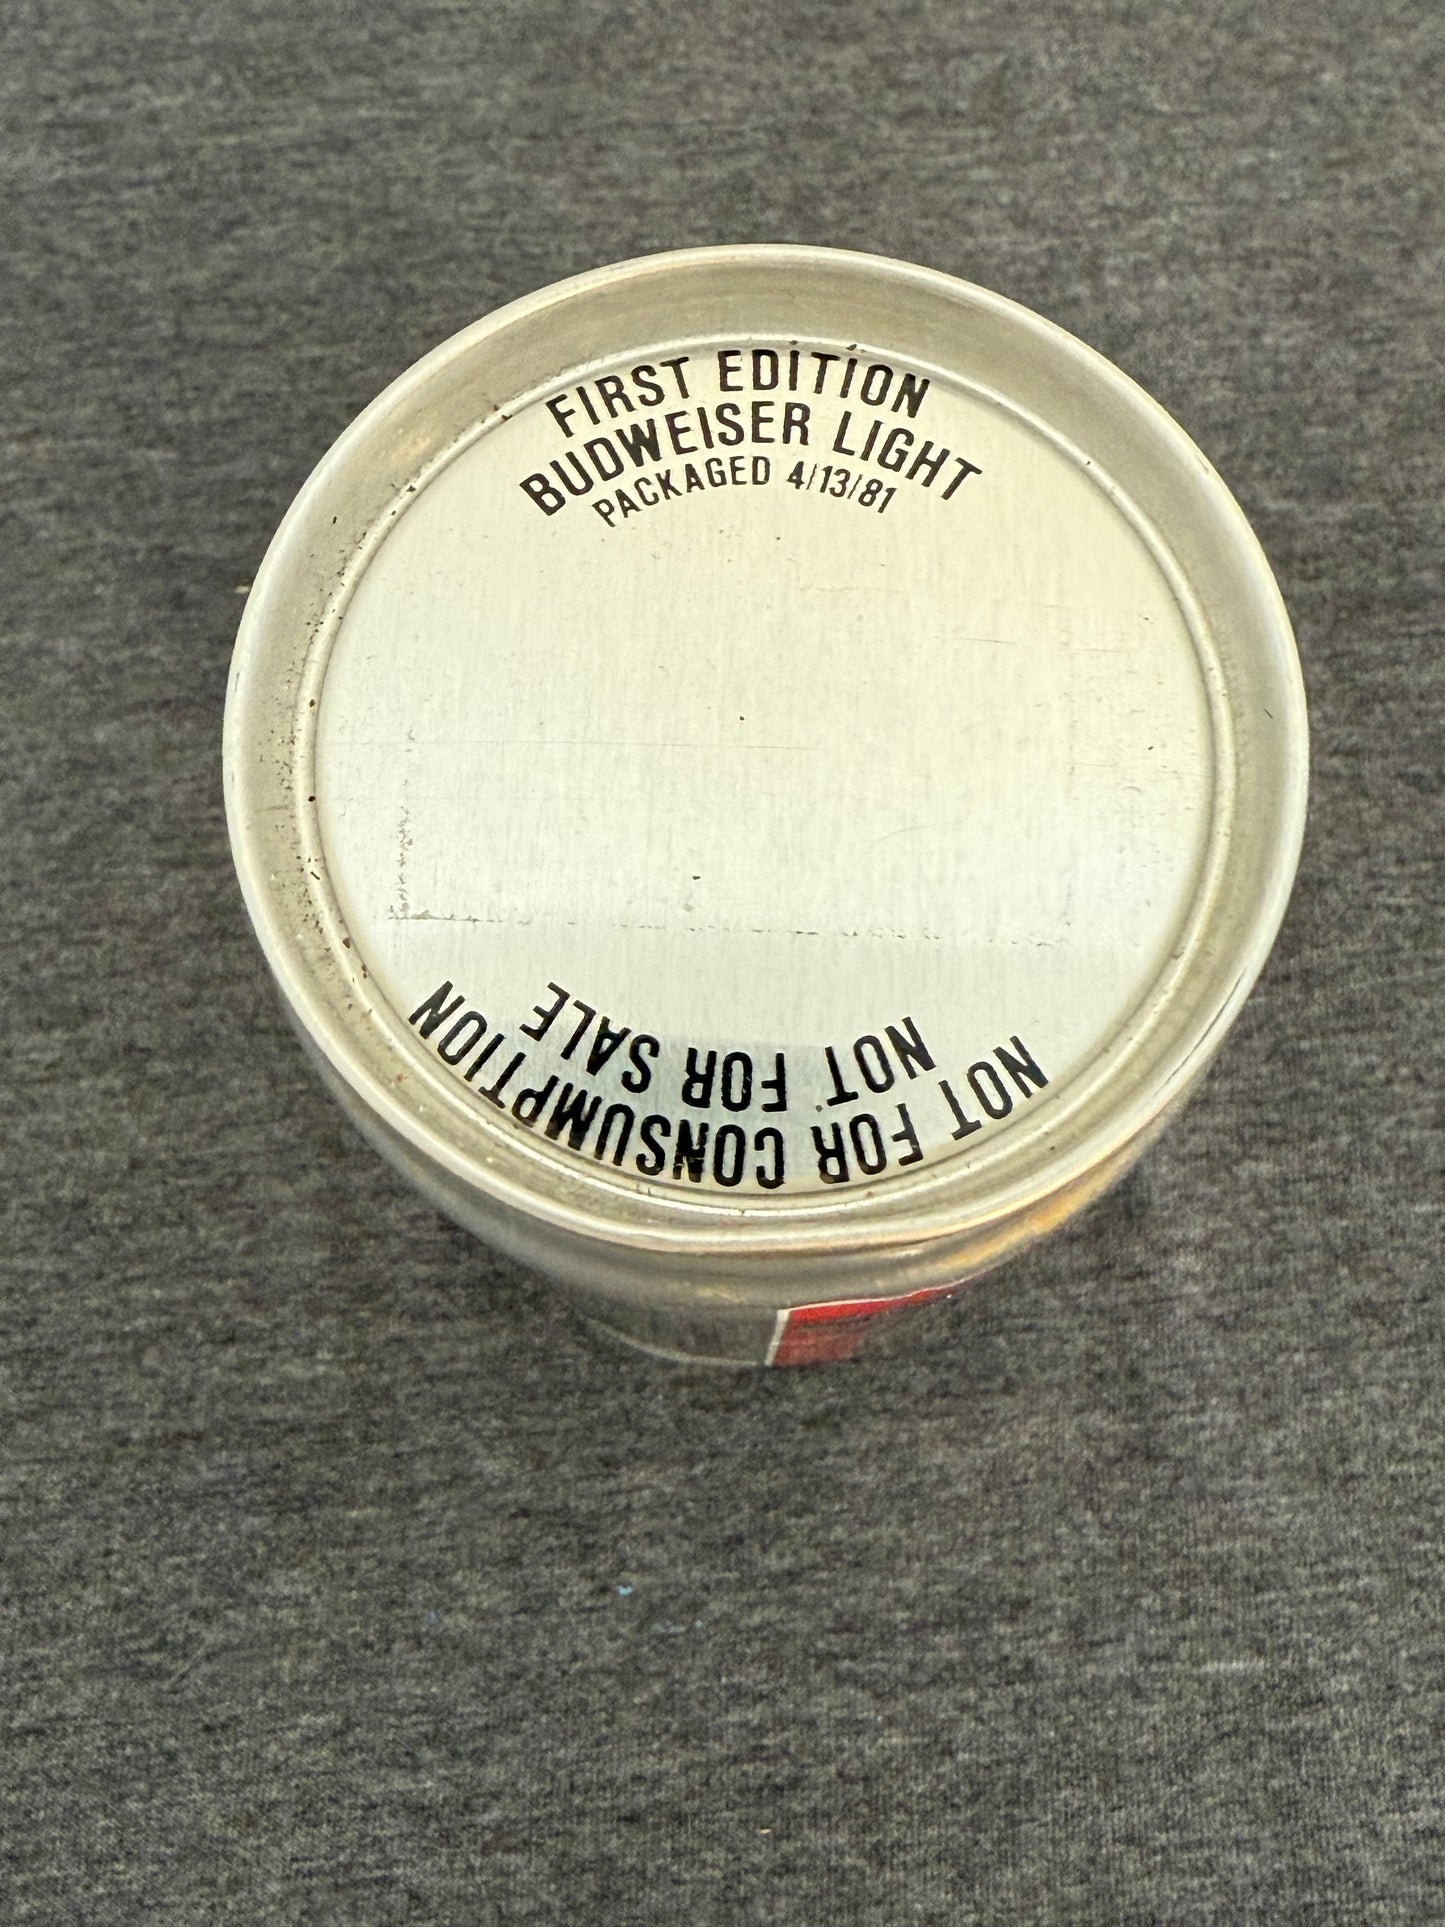 FIRST EDITION
BUDWEISER LIGHT
PACKAGED 4/13/81
NOT FOR CONSUMPTION
NOT FOR SALE